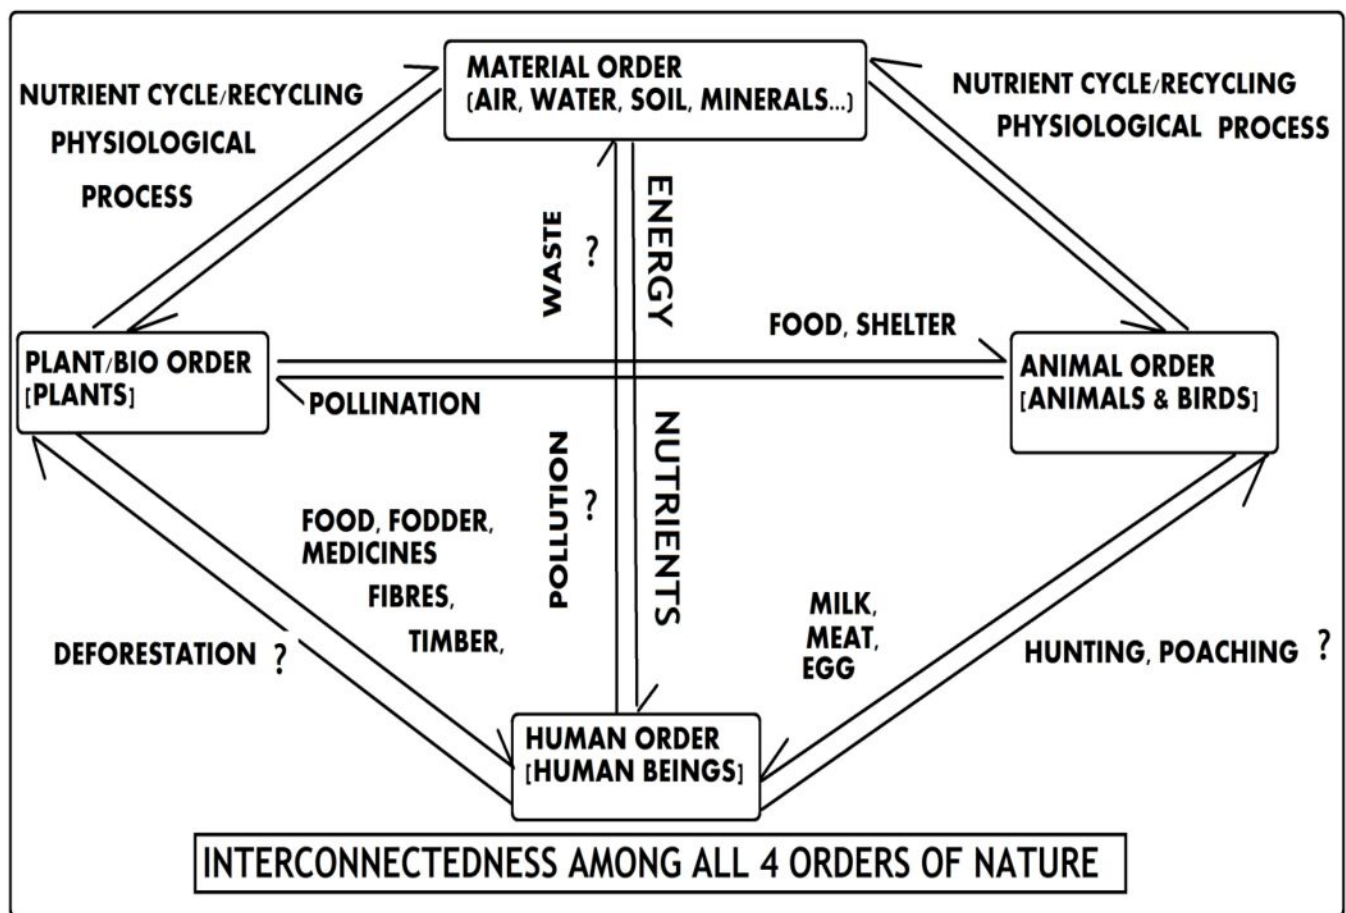 MATERIAL ORDER
[AIR, WATER, SOIL, MINERALS...]
NUTRIENT CYCLE/RECYCLING
PHYSIOLOGICAL
PROCESS
NUTRIENT CYCLE/RECYCLING
PHYSIOLOGICAL PROCESS
WASTE ?
ENERGY
FOOD, SHELTER
PLANT/BIO ORDER
[PLANTS]
ANIMAL ORDER
[ANIMALS & BIRDS]
POLLINATION
POLLUTION ?
NUTRIENTS
FOOD, FODDER,
MEDICINES
FIBRES,
TIMBER,
MILK,
MEAT,
EGG
DEFORESTATION ?
HUNTING, POACHING ?
HUMAN ORDER
[HUMAN BEINGS]
INTERCONNECTEDNESS AMONG ALL 4 ORDERS OF NATURE